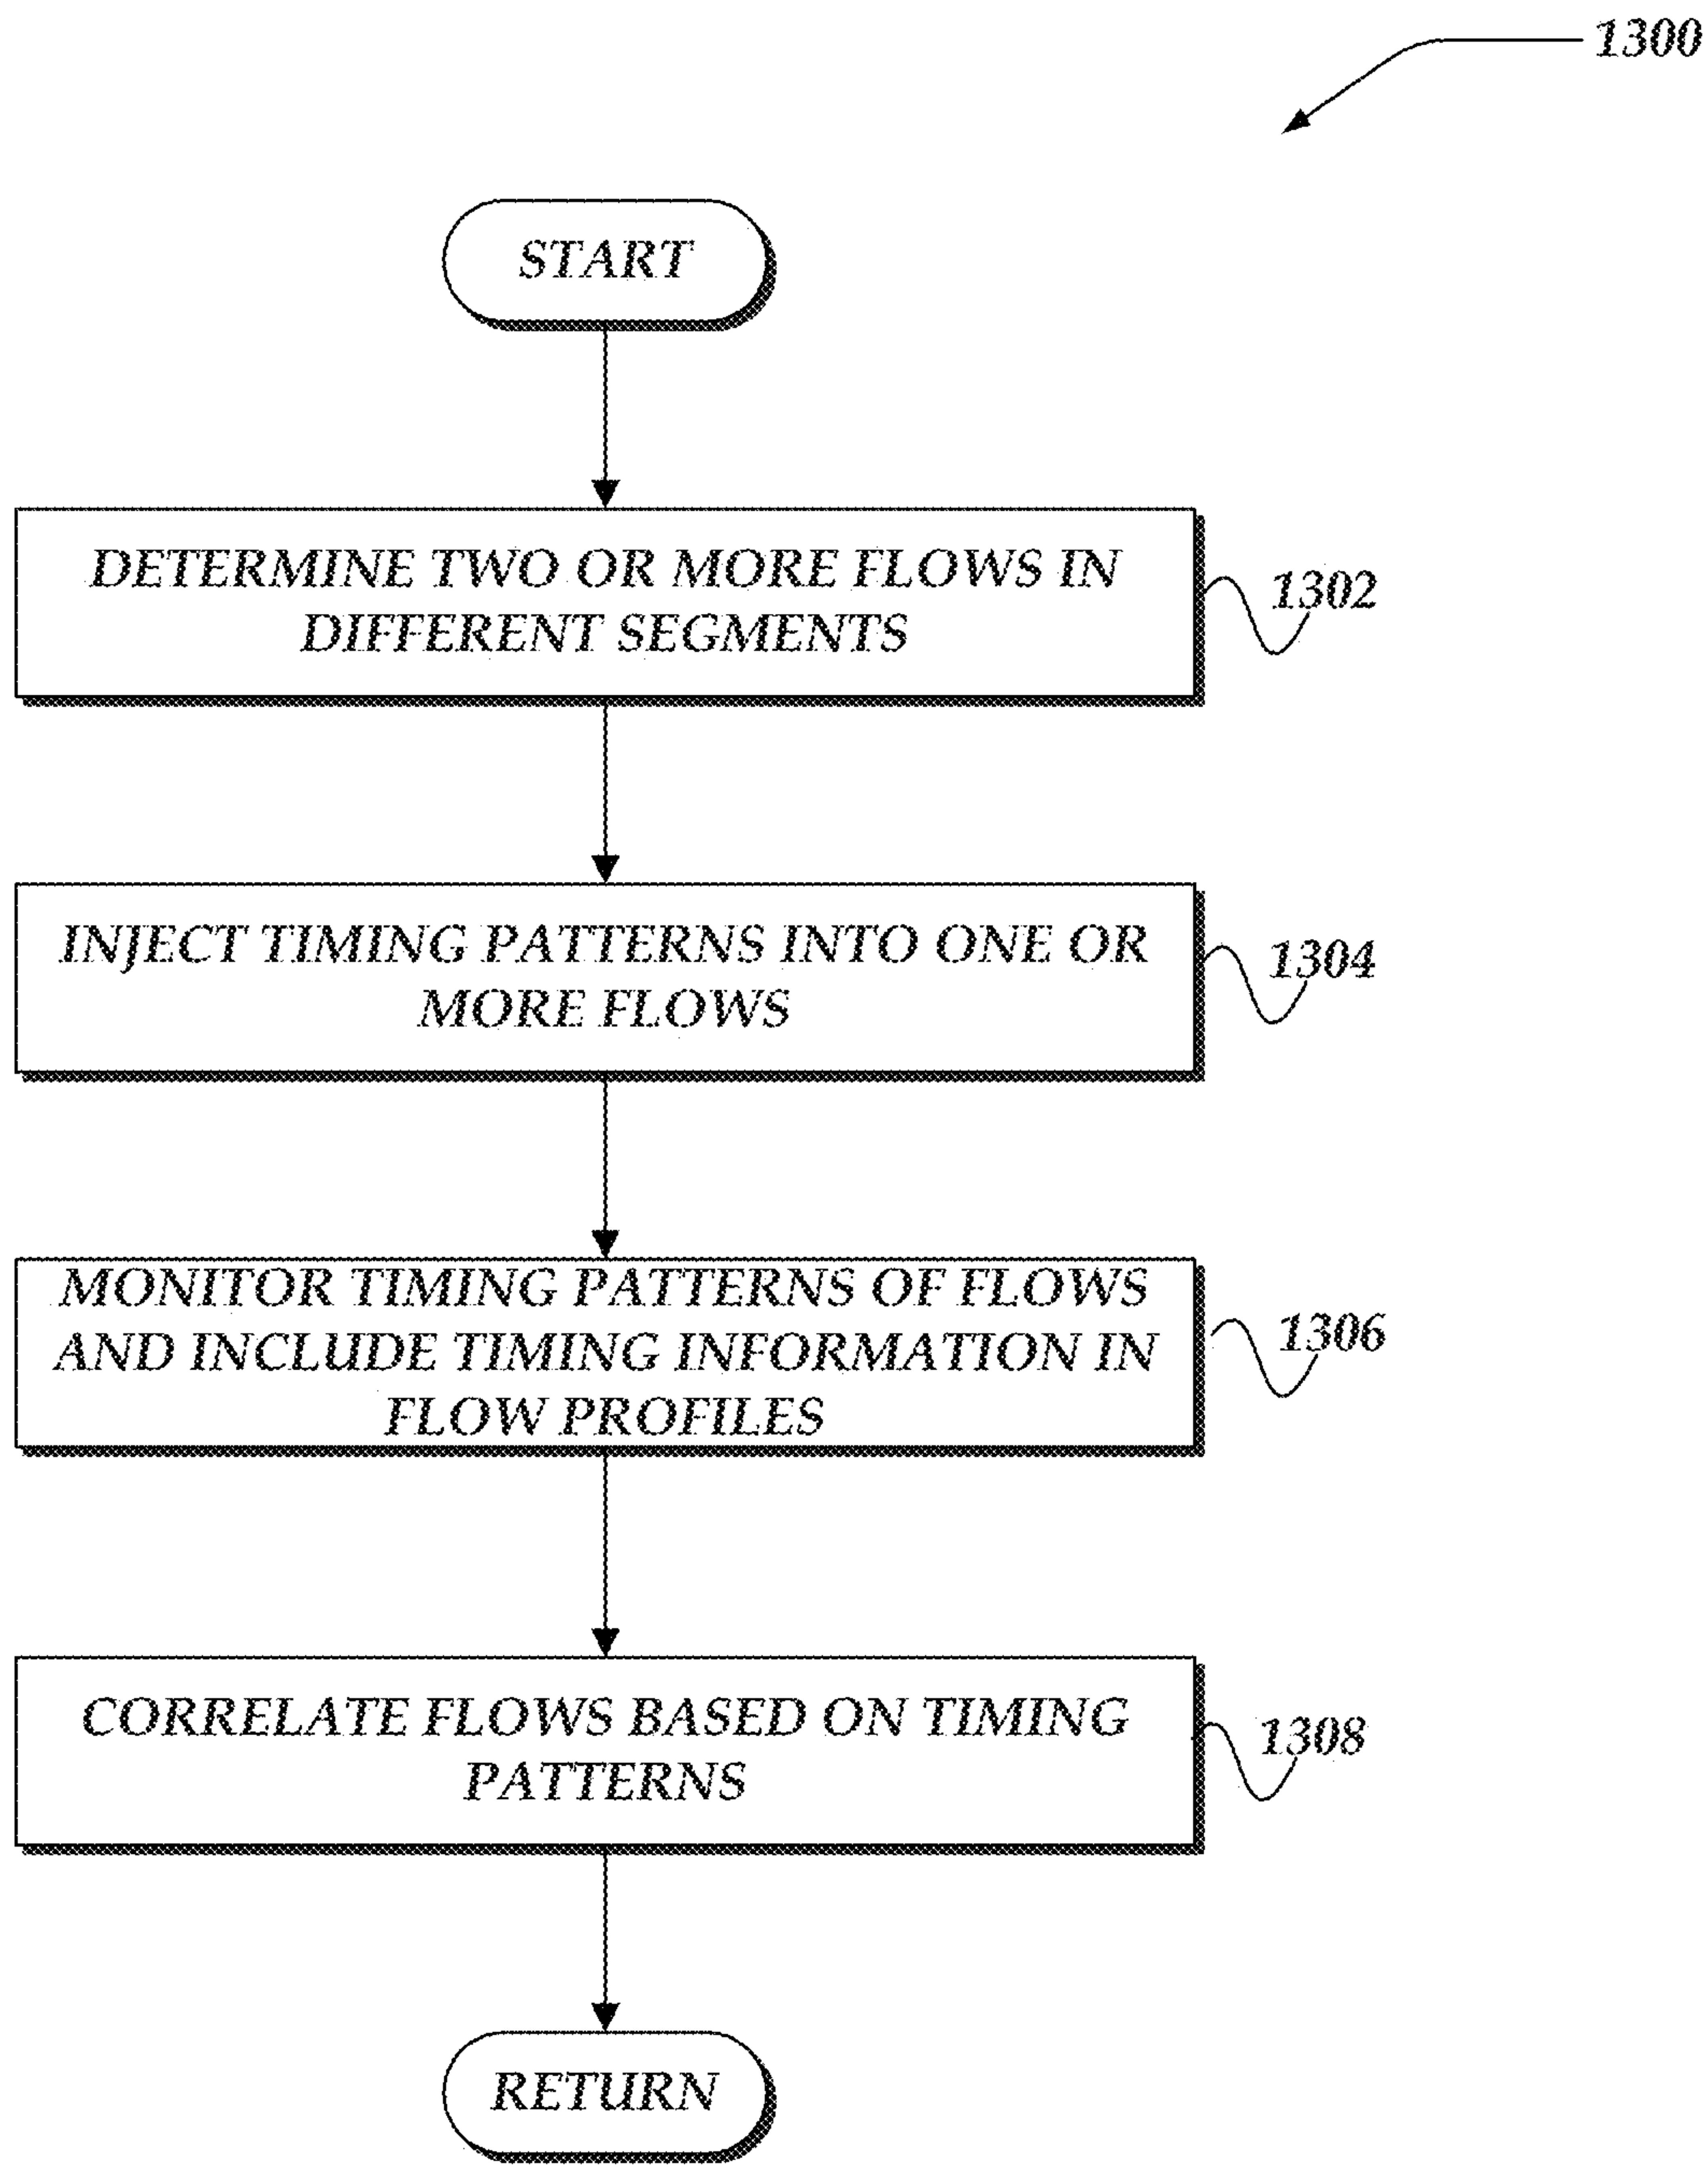 1300
START
DETERMINE TWO OR MORE FLOWS IN
DIFFERENT SEGMENTS
1302
INJECT TIMING PATTERNS INTO ONE OR
MORE FLOWS
1304
MONITOR TIMING PATTERNS OF FLOWS
AND INCLUDE TIMING INFORMATION IN
FLOW PROFILES
1306
CORRELATE FLOWS BASED ON TIMING
PATTERNS
1308
RETURN